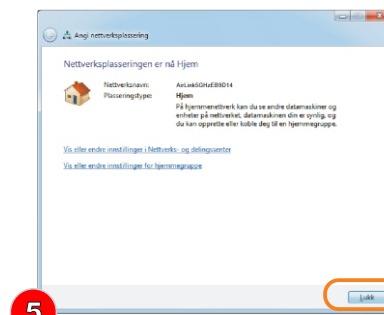 Angi nettverksplassering
Nettverksplasseringen er nå Hjem
Nettverksnavn: AirLink5GHzEB9D14
Plasseringstype: Hjem
På hjemmenettverk kan du se andre datamaskiner og
enheter på nettverket, datamaskinen din er synlig, og
du kan opprette eller koble deg til en hjemmegruppe.
Vis eller endre innstillinger i Nettverks- og delingssenter
Vis eller endre innstillinger for hjemmegruppe
Lukk
5